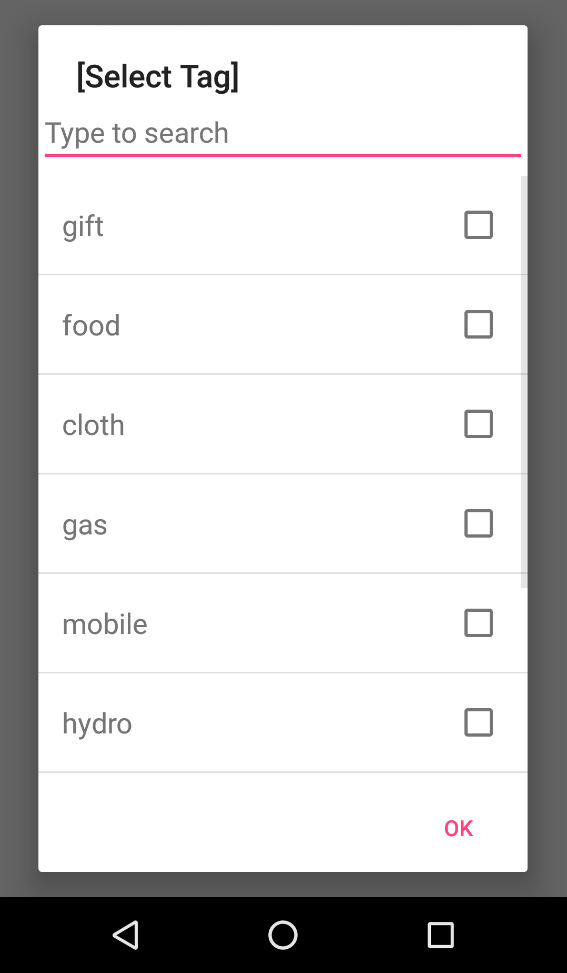 [Select Tag]
Type to search
gift
food
cloth
gas
mobile
hydro
OK